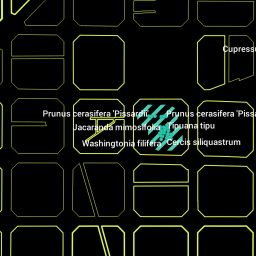 Cupress
Prunus cerasifera 'Pissardii'
Prunus cerasifera 'Pissa
Jacaranda mimosifolia
Tipuana tipu
Washingtonia filifera
Cercis siliquastrum